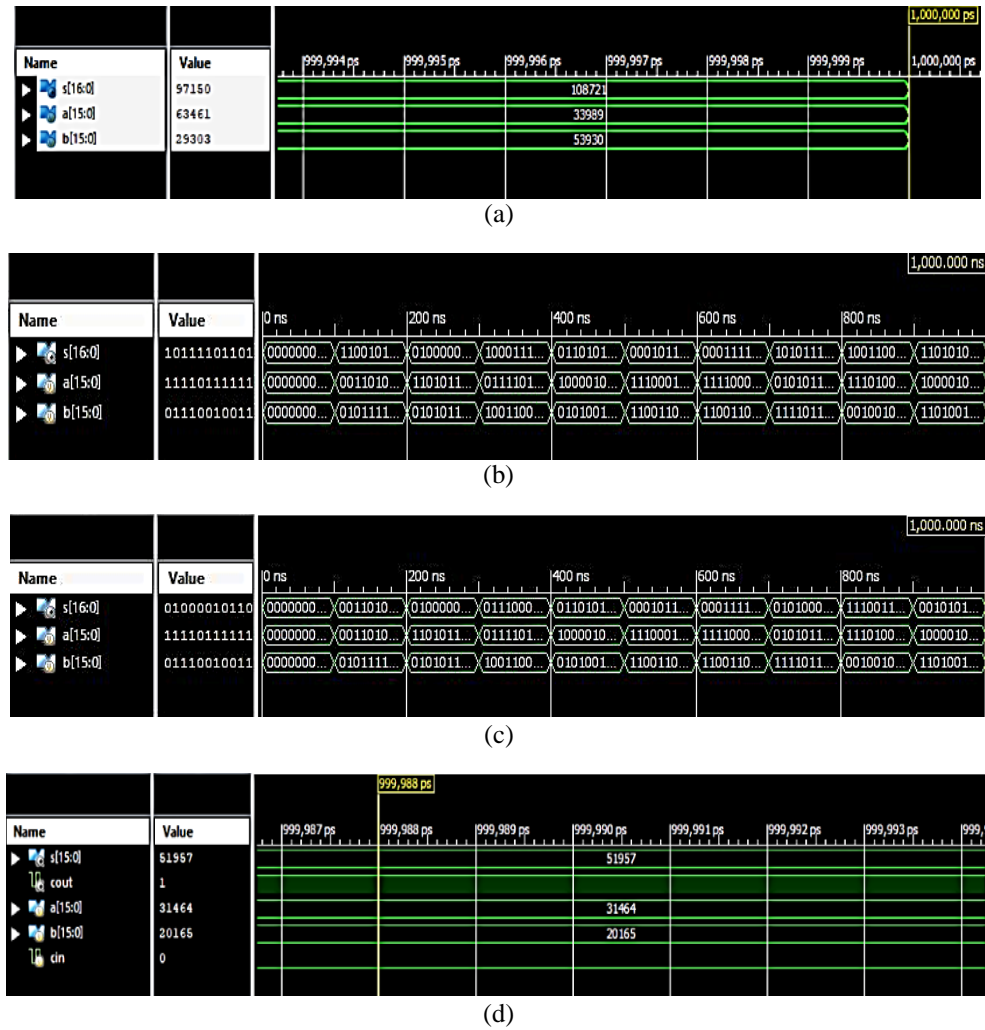 1,000,000 ps
Name Value 999,994 ps 999,995 ps 999,996 ps 999,997 ps 999,998 ps 999,999 ps 1,000,000 ps
s[16:0] 97150 108721
a[15:0] 63461 33989
b[15:0] 29303 53930
(a)
1,000.000 ns
Name Value 0 ns 200 ns 400 ns 600 ns 800 ns
s[16:0] 10111101101 0000000... 1100101... 0100000... 1000111... 0110101... 0001011... 0001111... 1010111... 1001100... 1101010...
a[15:0] 11110111111 0000000... 0011010... 1101011... 0111101... 1000010... 1110001... 1111000... 0101011... 1110100... 1000010...
b[15:0] 01110010011 0000000... 0101111... 0101011... 1001100... 0101001... 1100110... 1100110... 1111011... 0010010... 1101001...
(b)
1,000.000 ns
Name Value 0 ns 200 ns 400 ns 600 ns 800 ns
s[16:0] 01000010110 0000000... 0011010... 0100000... 0111000... 0110101... 0001011... 0001111... 0101000... 1110011... 0010101...
a[15:0] 11110111111 0000000... 0011010... 1101011... 0111101... 1000010... 1110001... 1111000... 0101011... 1110100... 1000010...
b[15:0] 01110010011 0000000... 0101111... 0101011... 1001100... 0101001... 1100110... 1100110... 1111011... 0010010... 1101001...
(c)
999,988 ps
Name Value 999,987 ps 999,988 ps 999,989 ps 999,990 ps 999,991 ps 999,992 ps 999,993 ps 999,
s[15:0] 51957 51957
cout 1
a[15:0] 31464 31464
b[15:0] 20165 20165
cin 0
(d)